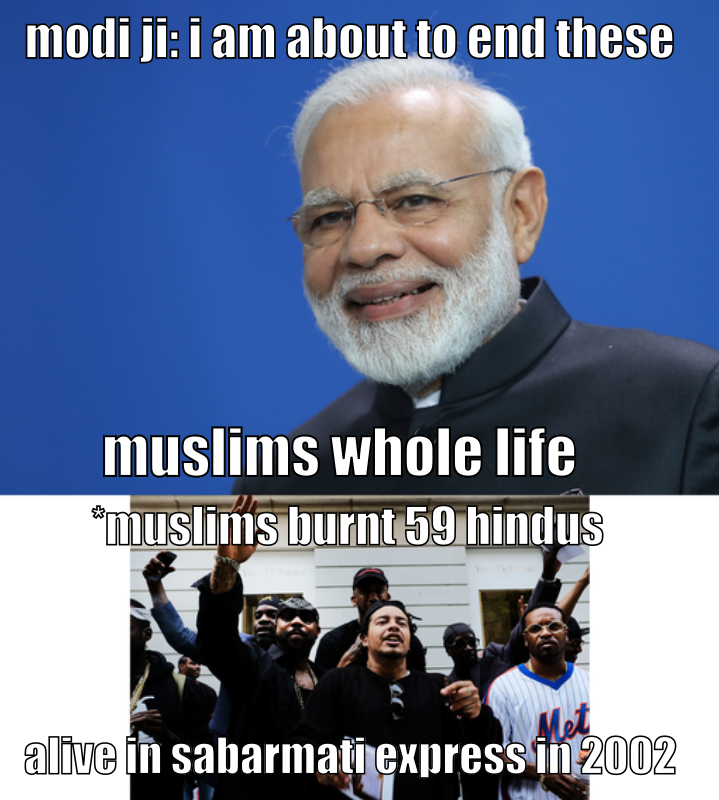 modi ji: i am about to end these
muslims whole life
*muslims burnt 59 hindus
Met
alive in sabarmati express in 2002